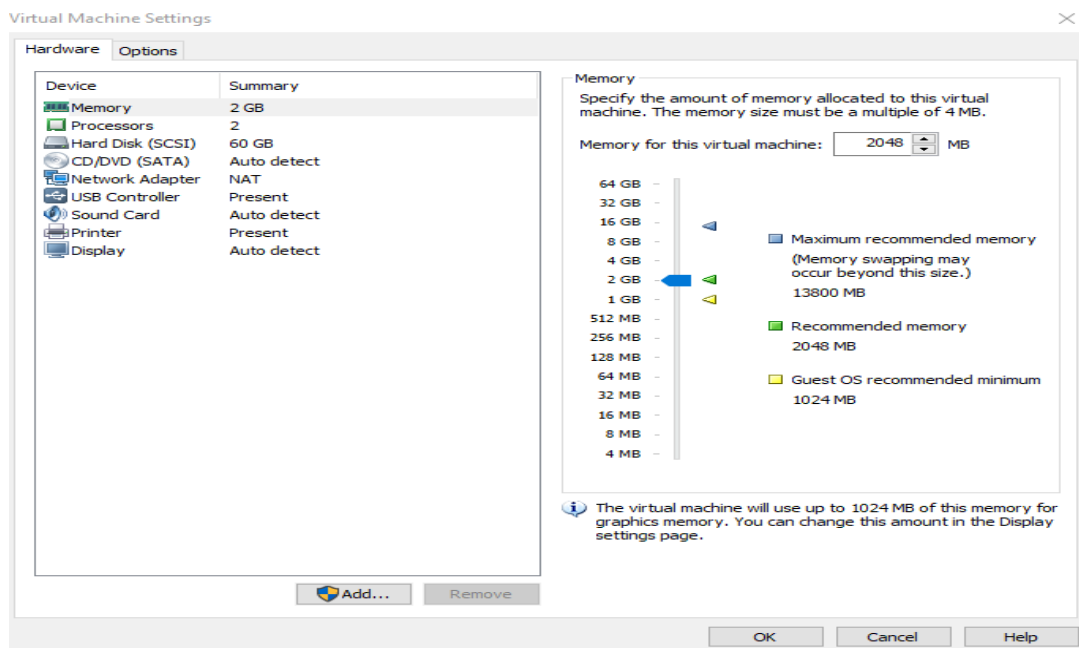 Virtual Machine Settings
Hardware Options
Device Summary
Memory 2 GB
Processors 2
Hard Disk (SCSI) 60 GB
CD/DVD (SATA) Auto detect
Network Adapter NAT
USB Controller Present
Sound Card Auto detect
Printer Present
Display Auto detect
Add...
Remove
Memory
Specify the amount of memory allocated to this virtual
machine. The memory size must be a multiple of 4 MB.
Memory for this virtual machine: 2048 MB
64 GB
32 GB
16 GB
8 GB
4 GB
2 GB
1 GB
512 MB
256 MB
128 MB
64 MB
32 MB
16 MB
8 MB
4 MB
Maximum recommended memory
(Memory swapping may
occur beyond this size.)
13800 MB
Recommended memory
2048 MB
Guest OS recommended minimum
1024 MB
The virtual machine will use up to 1024 MB of this memory for
graphics memory. You can change this amount in the Display
settings page.
OK Cancel Help